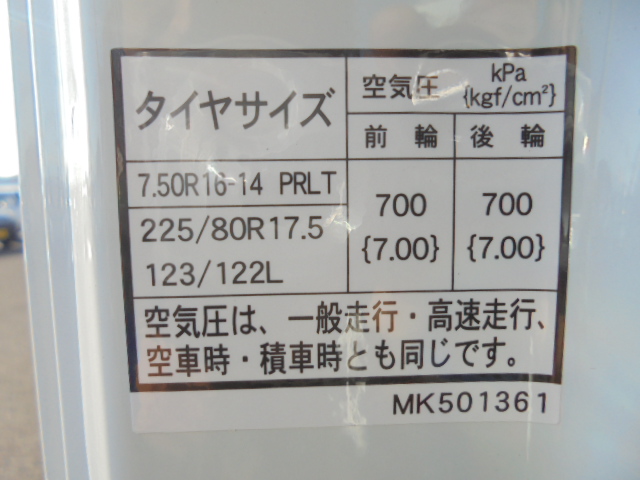 タイヤサイズ
空気圧
kPa
{kgf/cm²}
前輪
後輪
7.50R16-14 PRLT
225/80R17.5
123/122L
700
{7.00}
700
{7.00}
空気圧は、一般走行・高速走行、
空車時・積車時とも同じです。
MK501361